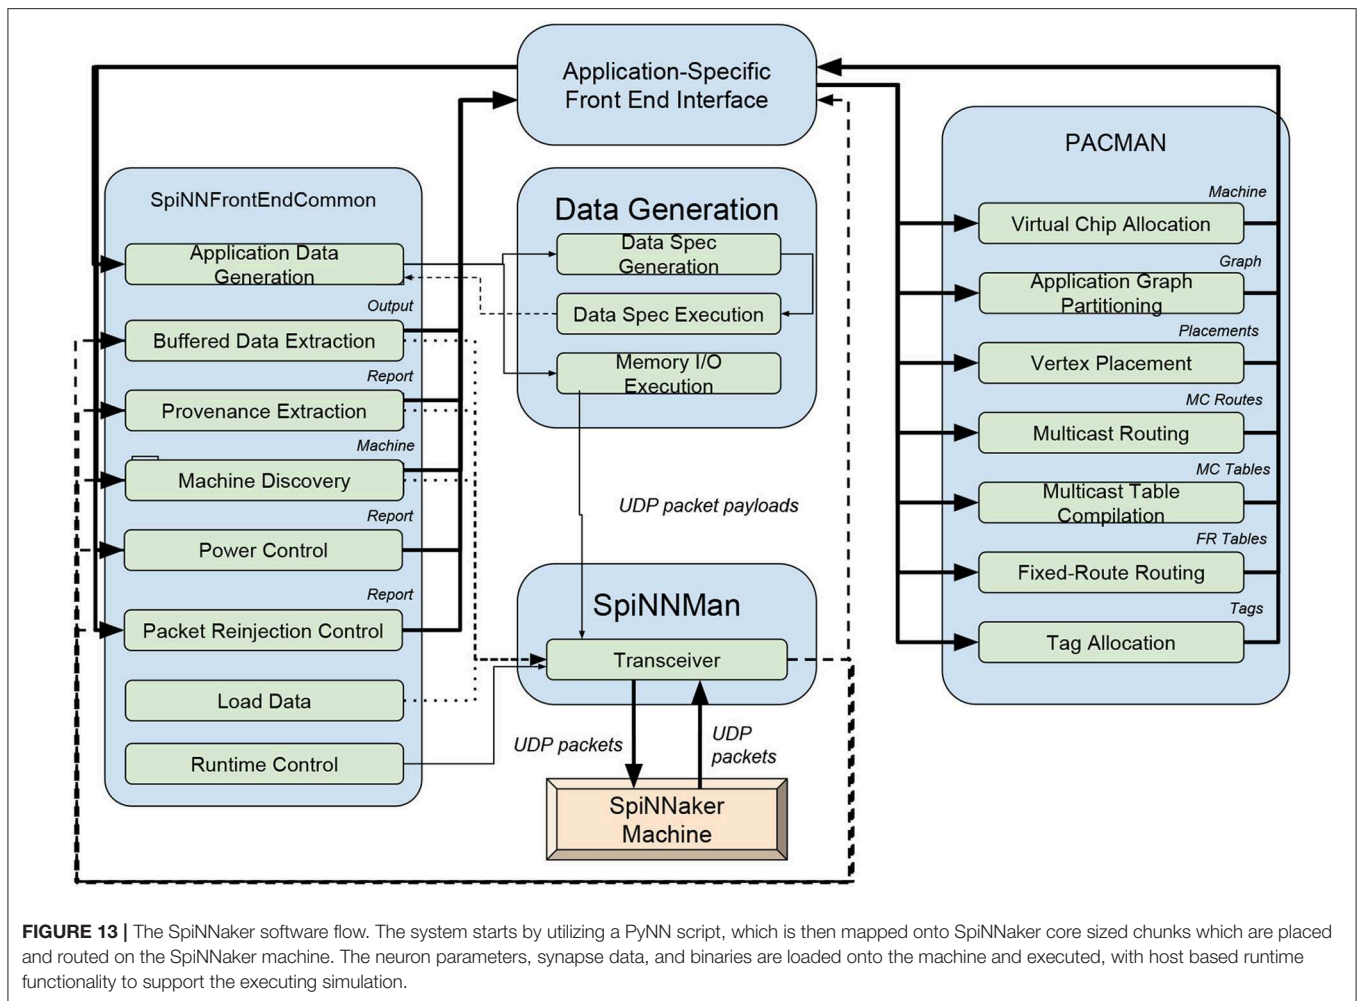 Application-Specific
Front End Interface
SpiNNFrontEndCommon
Application Data
Generation
Output
Buffered Data Extraction
Report
Provenance Extraction
Machine
Machine Discovery
Report
Power Control
Report
Packet Reinjection Control
Load Data
Runtime Control
Data Generation
Data Spec
Generation
Data Spec Execution
Memory I/O
Execution
UDP packet payloads
SpiNNMan
Transceiver
UDP packets
UDP
packets
SpiNNaker
Machine
PACMAN
Machine
Virtual Chip Allocation
Graph
Application Graph
Partitioning
Placements
Vertex Placement
MC Routes
Multicast Routing
MC Tables
Multicast Table
Compilation
FR Tables
Fixed-Route Routing
Tags
Tag Allocation
FIGURE 13 | The SpiNNaker software flow. The system starts by utilizing a PyNN script, which is then mapped onto SpiNNaker core sized chunks which are placed
and routed on the SpiNNaker machine. The neuron parameters, synapse data, and binaries are loaded onto the machine and executed, with host based runtime
functionality to support the executing simulation.